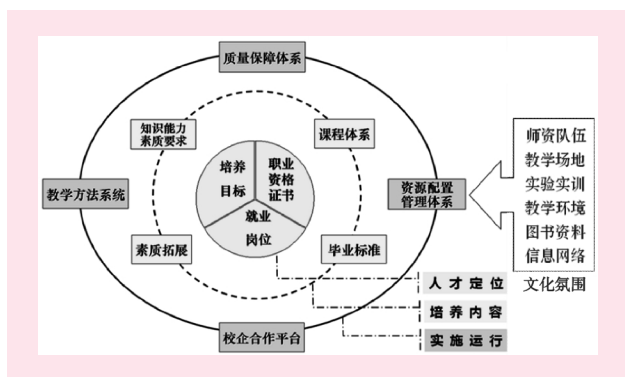 质量保障体系
知识能力
素质要求
课程体系
培养
目标
职业
资格
证书
就业
岗位
教学方法系统
资源配置
管理体系
素质拓展
毕业标准
校企合作平台
师资队伍
教学场地
实验实训
教学环境
图书资料
信息网络
文化氛围
人才定位
培养内容
实施运行